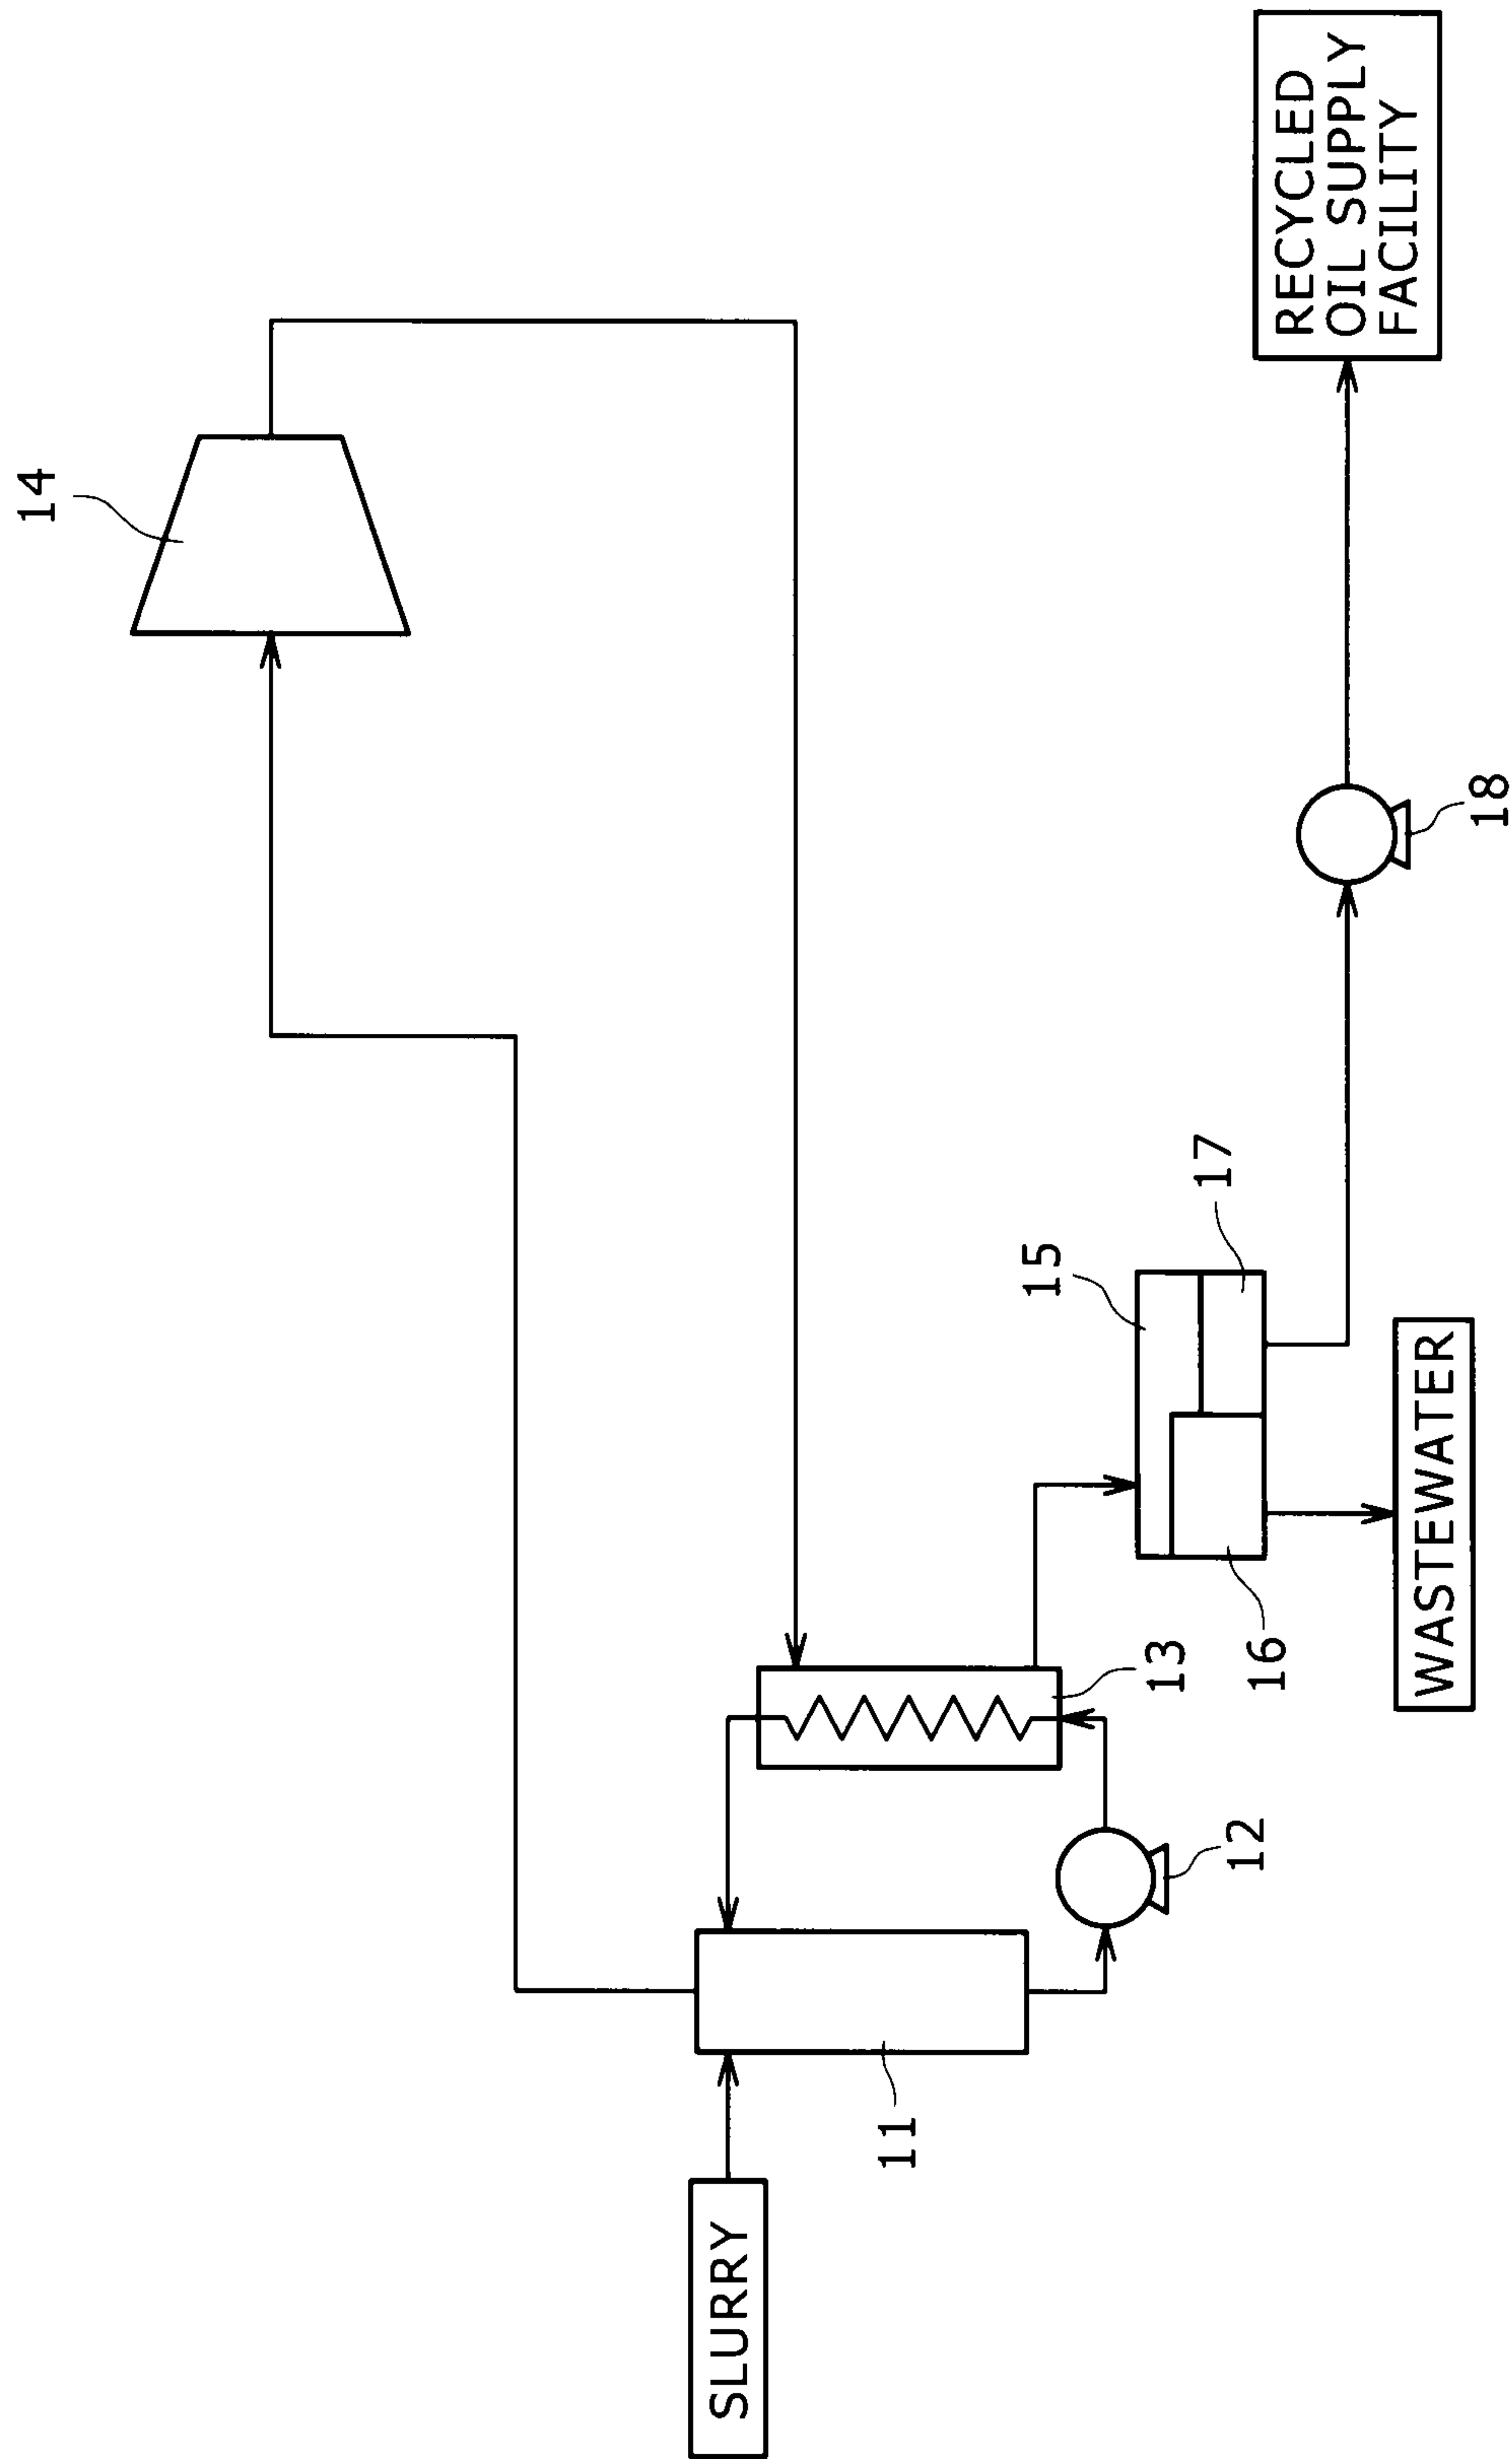 14
SLURRY
11
12
13
15
16
17
WASTEWATER
18
RECYCLED
OIL SUPPLY
FACILITY